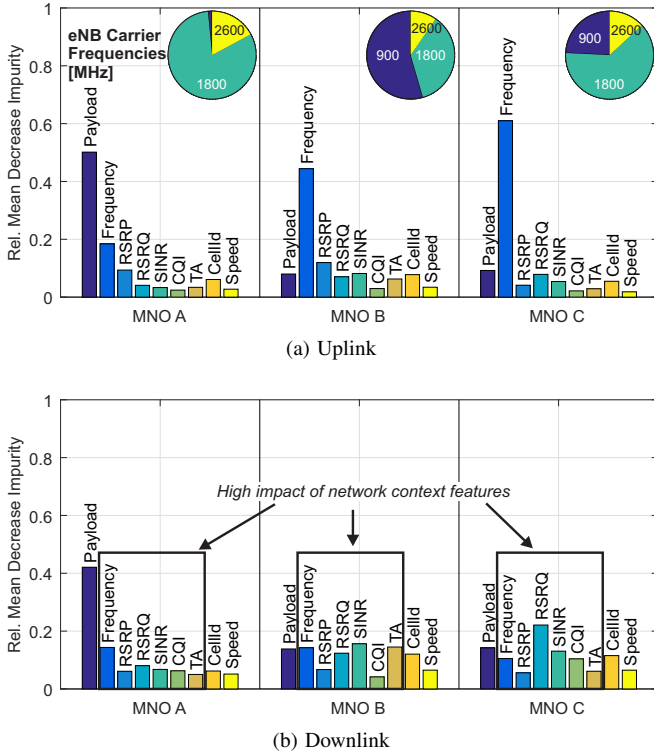 eNB Carrier
Frequencies
[MHz]
2600
1800
2600
900
1800
2600
900
1800
Rel. Mean Decrease Impurity
1
0.8
0.6
0.4
0.2
0
Payload
Frequency
RSRP
RSRQ
SINR
CQI
TA
CellId
Speed
Payload
Frequency
RSRP
RSRQ
SINR
CQI
TA
CellId
Speed
Payload
Frequency
RSRP
RSRQ
SINR
CQI
TA
CellId
Speed
MNO A
MNO B
MNO C
(a) Uplink
Rel. Mean Decrease Impurity
1
0.8
0.6
0.4
0.2
0
High impact of network context features
Payload
Frequency
RSRP
RSRQ
SINR
CQI
TA
CellId
Speed
Payload
Frequency
RSRP
RSRQ
SINR
CQI
TA
CellId
Speed
Payload
Frequency
RSRP
RSRQ
SINR
CQI
TA
CellId
Speed
MNO A
MNO B
MNO C
(b) Downlink